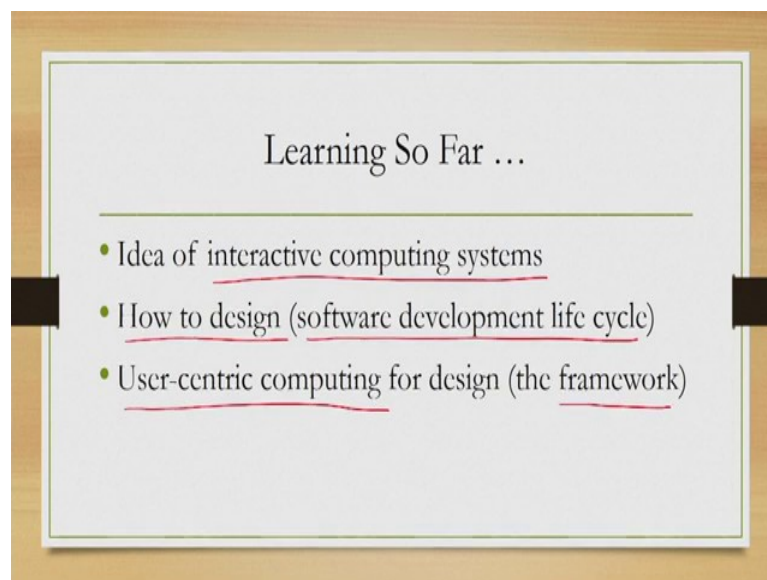 Learning So Far …
• Idea of interactive computing systems
• How to design (software development life cycle)
• User-centric computing for design (the framework)